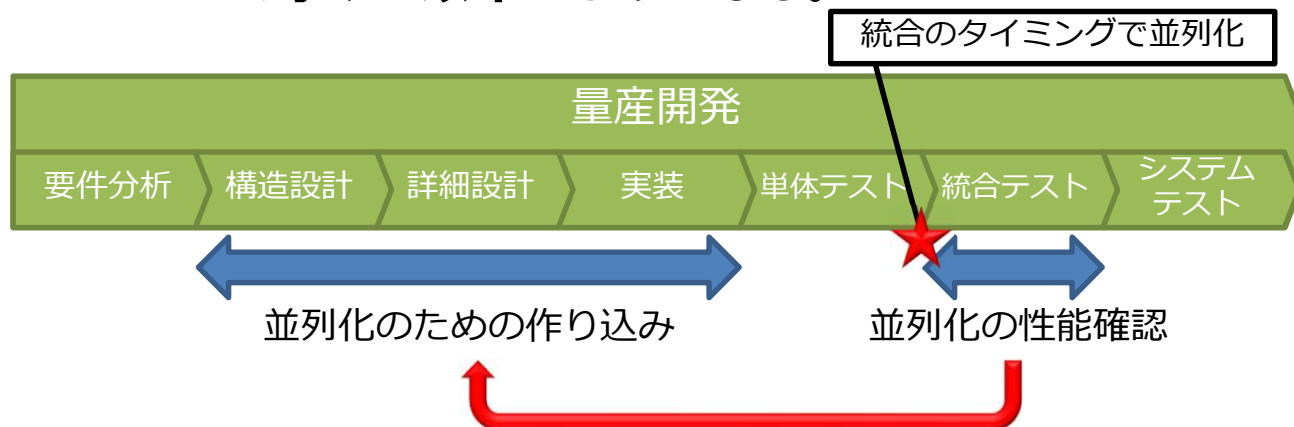 統合のタイミングで並列化
量産開発
要件分析
構造設計
詳細設計
実装
単体テスト
統合テスト
システム
テスト
並列化のための作り込み
並列化の性能確認